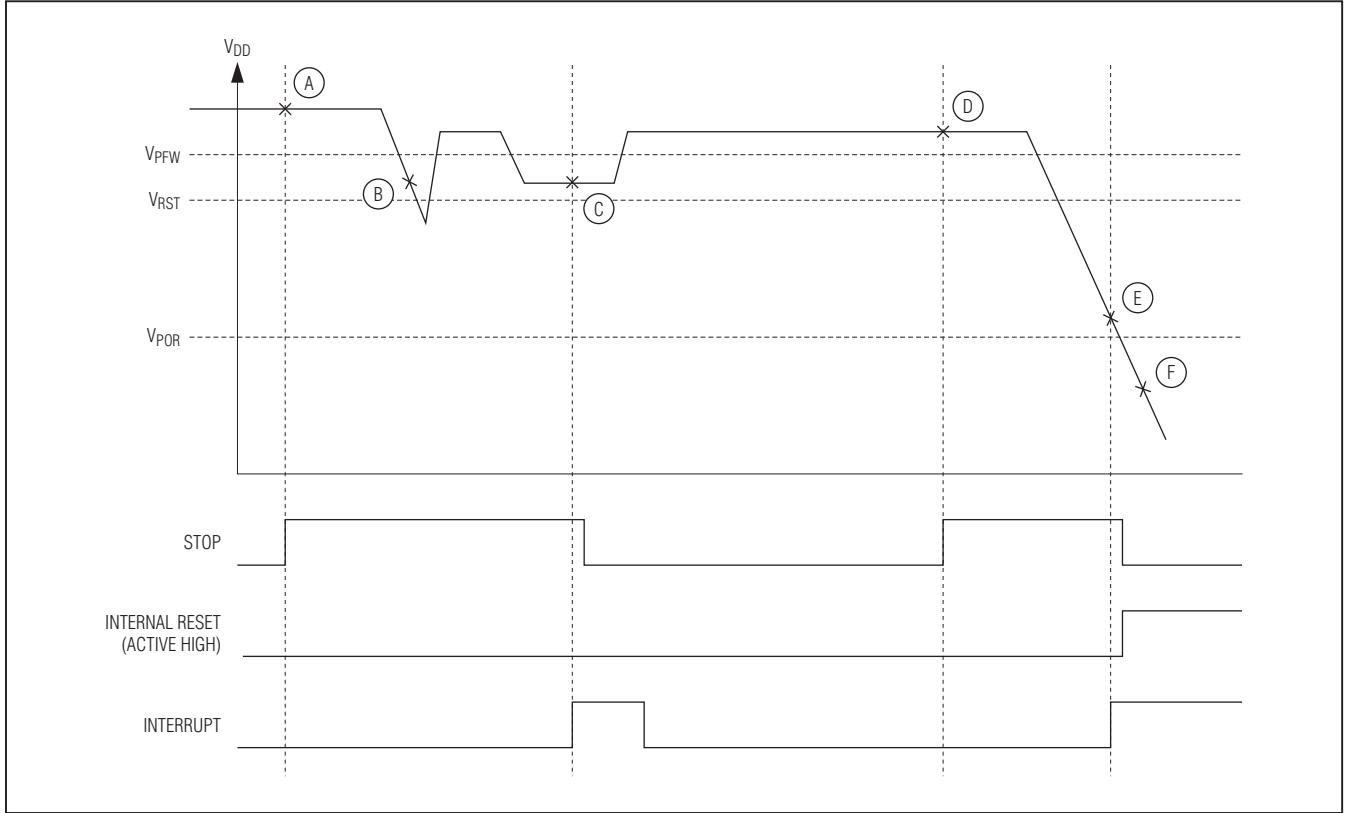 VDD
A
D
VPFW
B
VRST
C
E
VPOR
F
STOP
INTERNAL RESET
(ACTIVE HIGH)
INTERRUPT